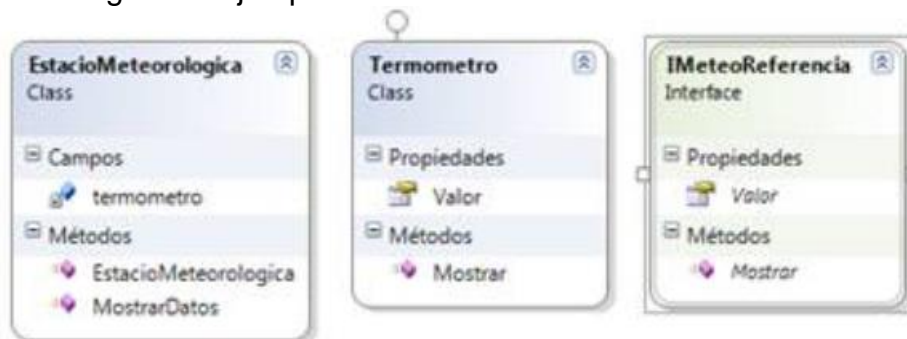 EstacioMeteorologica
Class
Campos
termometro
Métodos
EstacioMeteorologica
MostrarDatos
Termometro
Class
Propiedades
Valor
Métodos
Mostrar
IMeteoReferencia
Interface
Propiedades
Valor
Métodos
Mostrar